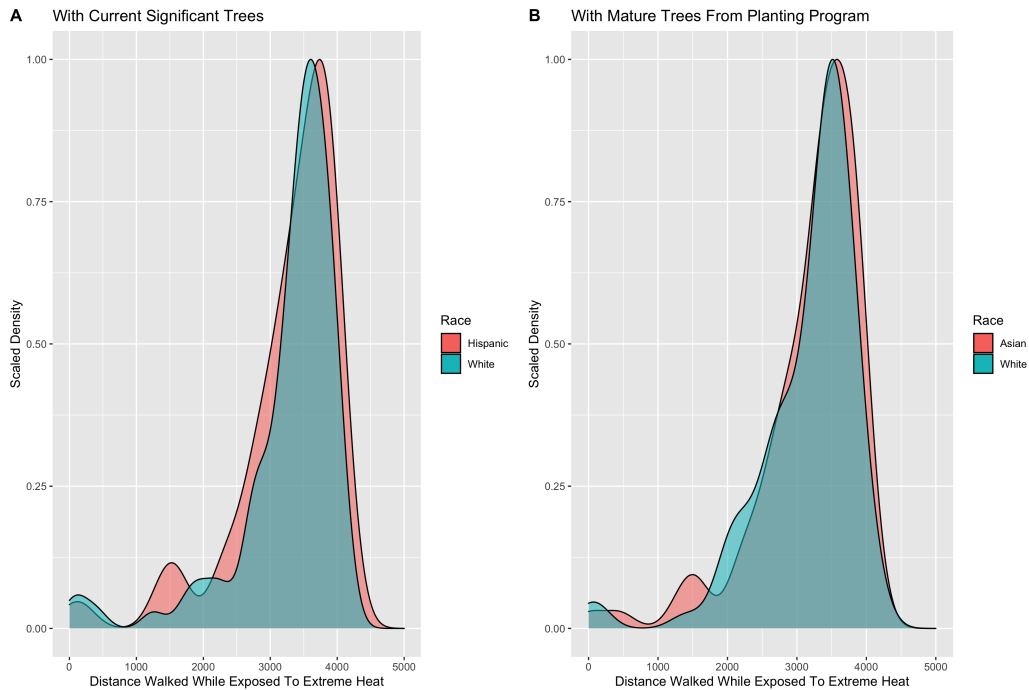 A
With Current Significant Trees
1.00
0.75
0.50
0.25
0.00
Scaled Density
0 1000 2000 3000 4000 5000
Distance Walked While Exposed To Extreme Heat
Race
Hispanic
White
B
With Mature Trees From Planting Program
1.00
0.75
0.50
0.25
0.00
Scaled Density
0 1000 2000 3000 4000 5000
Distance Walked While Exposed To Extreme Heat
Race
Asian
White